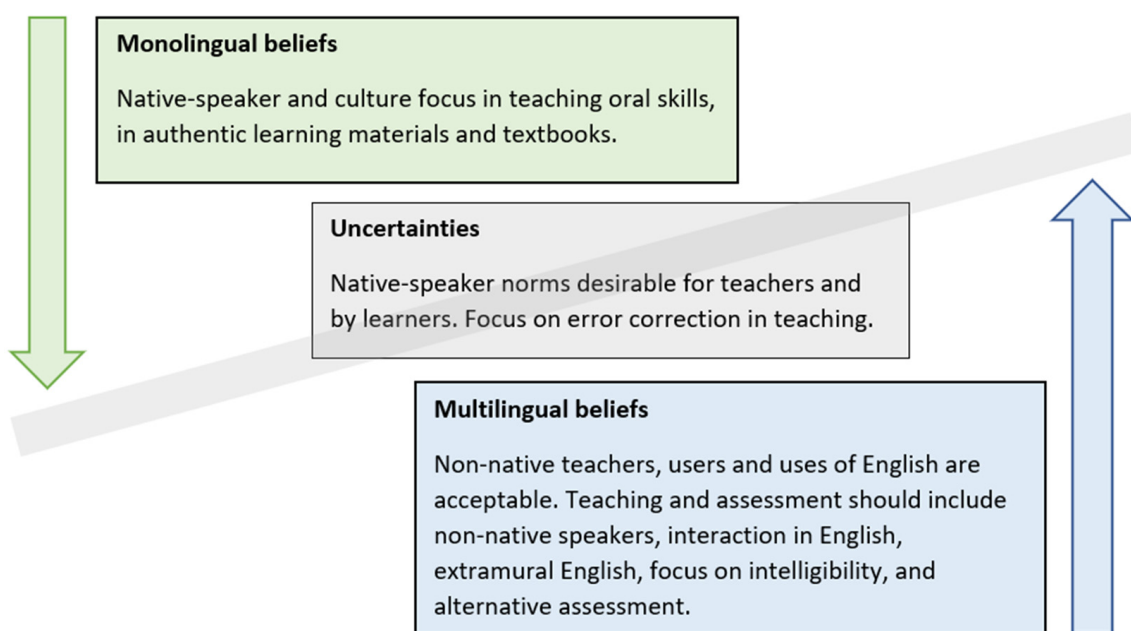 Monolingual beliefs
Native-speaker and culture focus in teaching oral skills,
in authentic learning materials and textbooks.
Uncertainties
Native-speaker norms desirable for teachers and
by learners. Focus on error correction in teaching.
Multilingual beliefs
Non-native teachers, users and uses of English are
acceptable. Teaching and assessment should include
non-native speakers, interaction in English,
extramural English, focus on intelligibility, and
alternative assessment.